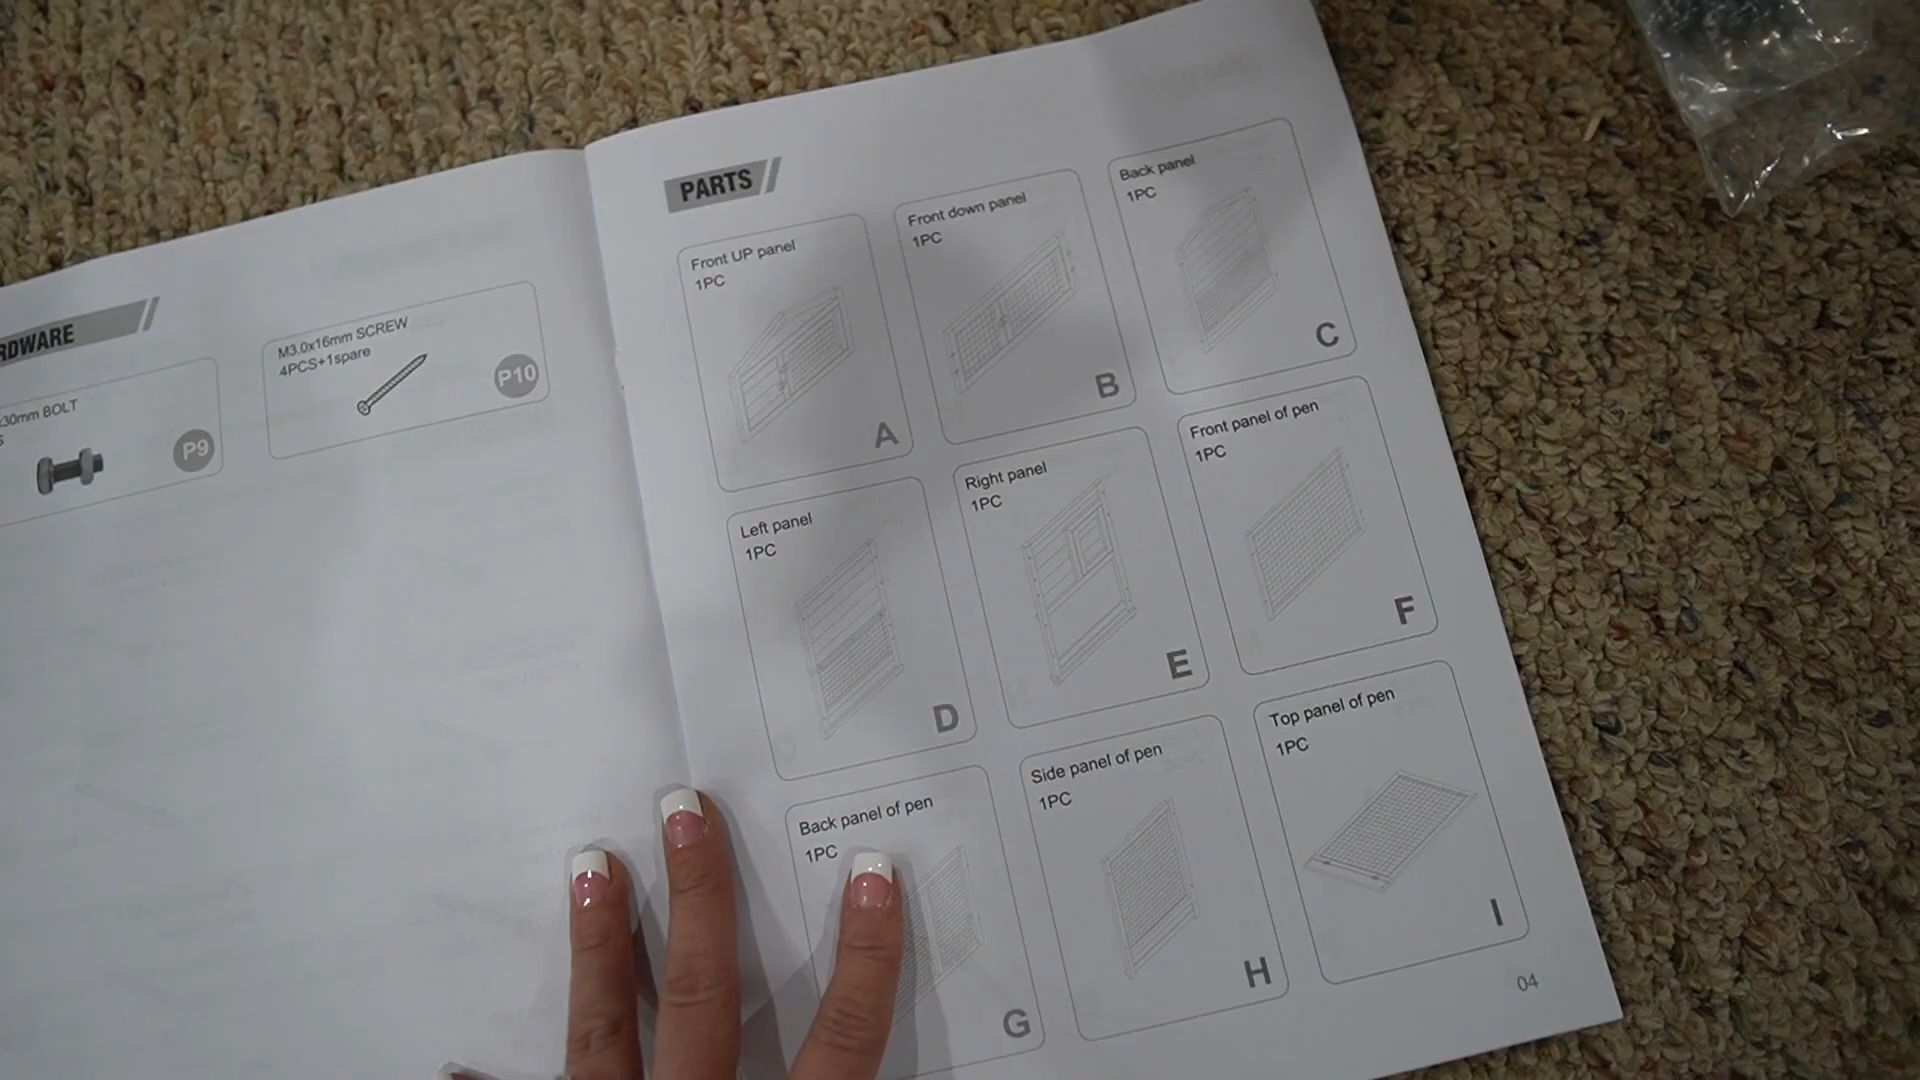 RDWARE
x30mm BOLT
S
P9
M3.0x16mm SCREW
4PCS+1spare
P10
PARTS
Front UP panel
1PC
A
Front down panel
1PC
B
Back panel
1PC
C
Left panel
1PC
D
Right panel
1PC
E
Front panel of pen
1PC
F
Back panel of pen
1PC
G
Side panel of pen
1PC
H
Top panel of pen
1PC
I
04